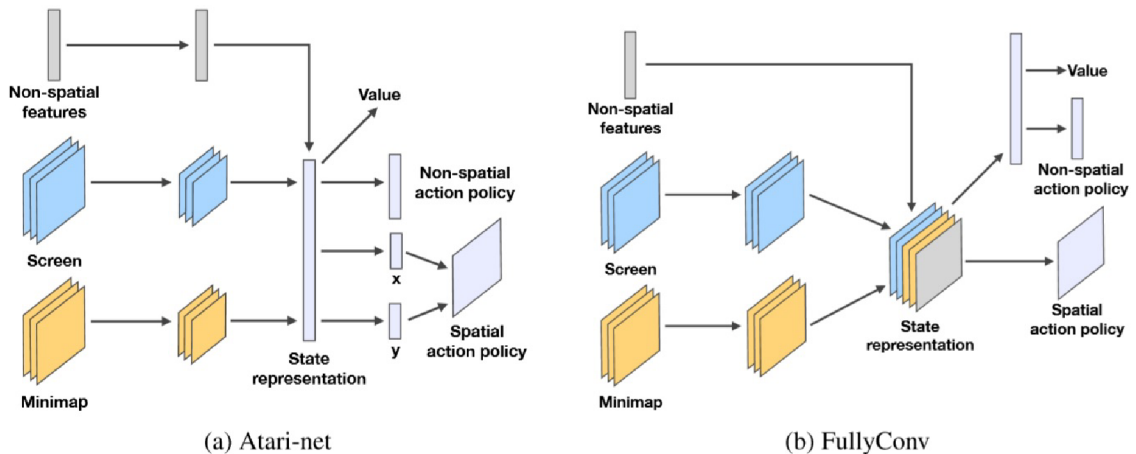 Non-spatial
features
Value
Screen
Non-spatial
action policy
x
y
Spatial
action policy
State
representation
Minimap
(a) Atari-net
Non-spatial
features
Value
Non-spatial
action policy
Screen
State
representation
Spatial
action policy
Minimap
(b) FullyConv